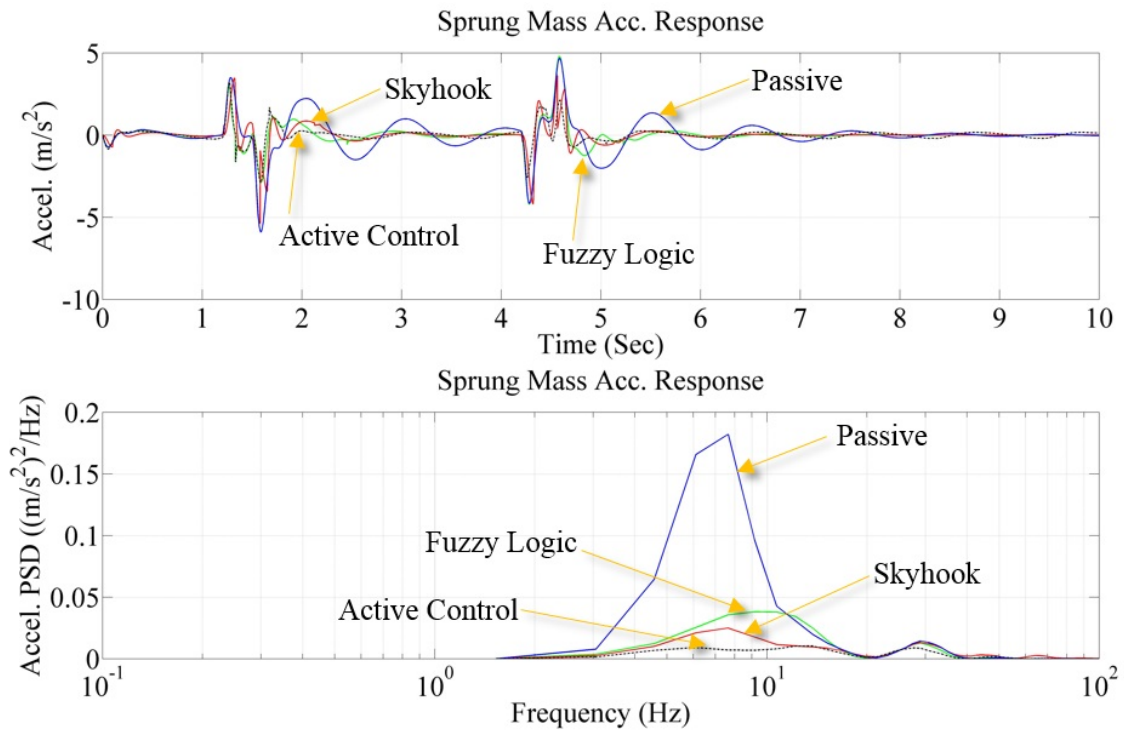 Sprung Mass Acc. Response
Accel. (m/s²)
5
0
-5
-10
Skyhook
Passive
Active Control
Fuzzy Logic
0 1 2 3 4 5 6 7 8 9 10
Time (Sec)
Sprung Mass Acc. Response
Accel. PSD ((m/s²)²/Hz)
0.2
0.15
0.1
0.05
0
Passive
Fuzzy Logic
Skyhook
Active Control
10⁻¹ 10⁰ 10¹ 10²
Frequency (Hz)